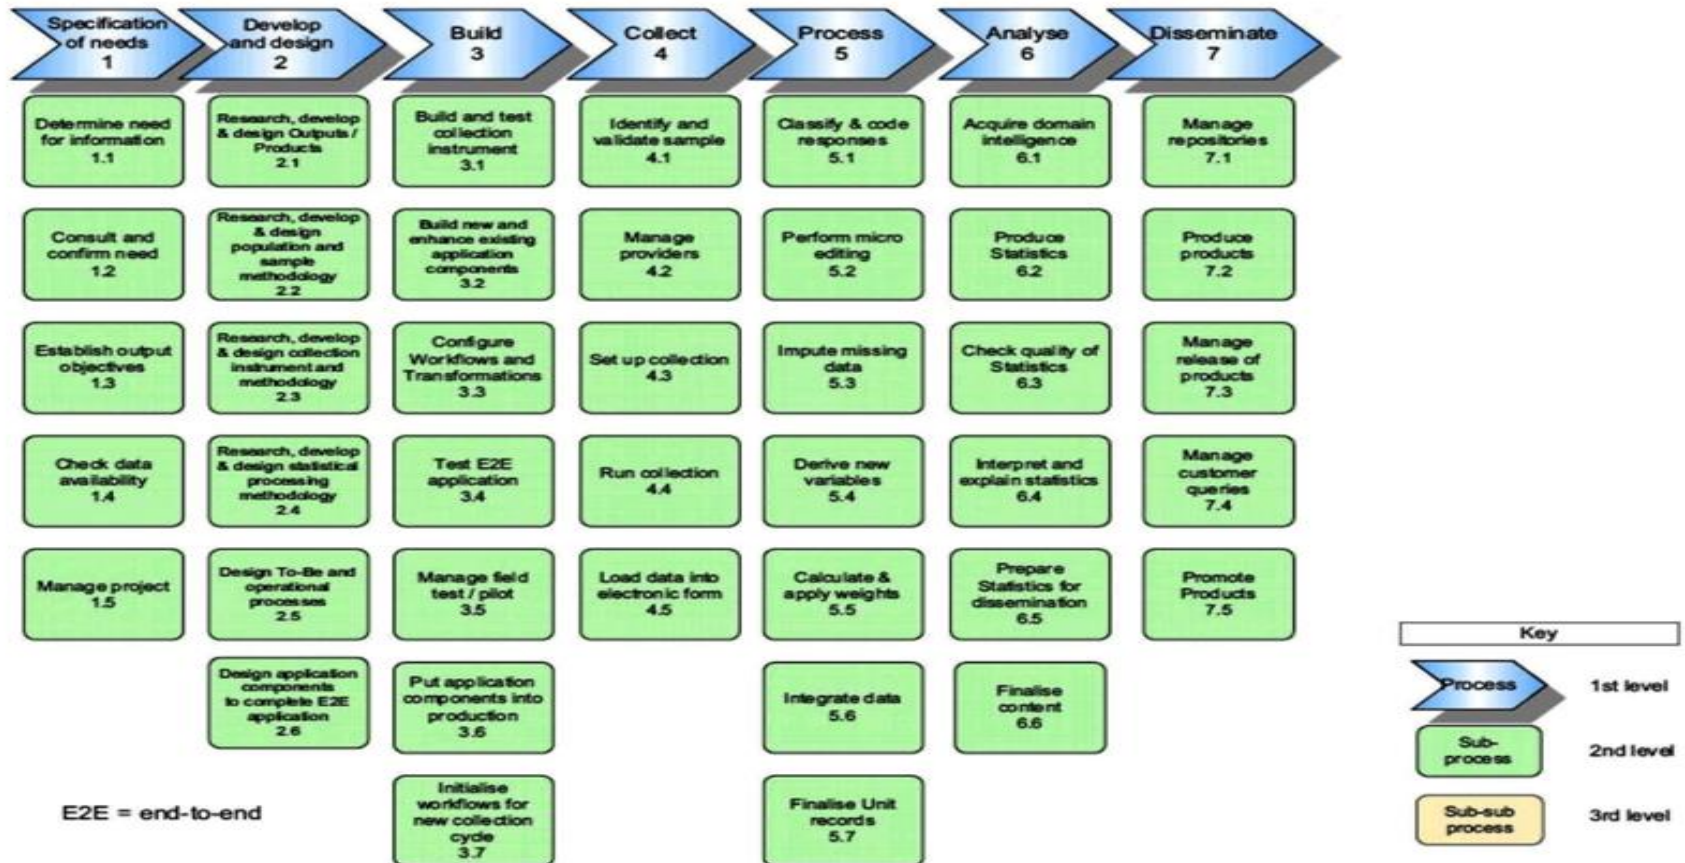 Specification
of needs
1
Develop
and design
2
Build
3
Collect
4
Process
5
Analyse
6
Disseminate
7
Determine need
for information
1.1
Research, develop
& design Outputs /
Products
2.1
Build and test
collection
instrument
3.1
Identify and
validate sample
4.1
Classify & code
responses
5.1
Acquire domain
intelligence
6.1
Manage
repositories
7.1
Consult and
confirm need
1.2
Research, develop
& design
population and
sample
methodology
2.2
Build new and
enhance existing
application
components
3.2
Manage
providers
4.2
Perform micro
editing
5.2
Produce
Statistics
6.2
Produce
products
7.2
Establish output
objectives
1.3
Research, develop
& design collection
instrument and
methodology
2.3
Configure
Workflows and
Transformations
3.3
Set up collection
4.3
Impute missing
data
5.3
Check quality of
Statistics
6.3
Manage
release of
products
7.3
Check data
availability
1.4
Research, develop
& design statistical
processing
methodology
2.4
Test E2E
application
3.4
Run collection
4.4
Derive new
variables
5.4
Interpret and
explain statistics
6.4
Manage
customer
queries
7.4
Manage project
1.5
Design To-Be and
operational
processes
2.5
Manage field
test / pilot
3.5
Load data into
electronic form
4.5
Calculate &
apply weights
5.5
Prepare
Statistics for
dissemination
6.5
Promote
Products
7.5
Design application
components
to complete E2E
application
2.6
Put application
components into
production
3.6
Integrate data
5.6
Finalise
content
6.6
Initialise
workflows for
new collection
cycle
3.7
Finalise Unit
records
5.7
E2E = end-to-end
Key
Process
1st level
Sub-
process
2nd level
Sub-sub
process
3rd level